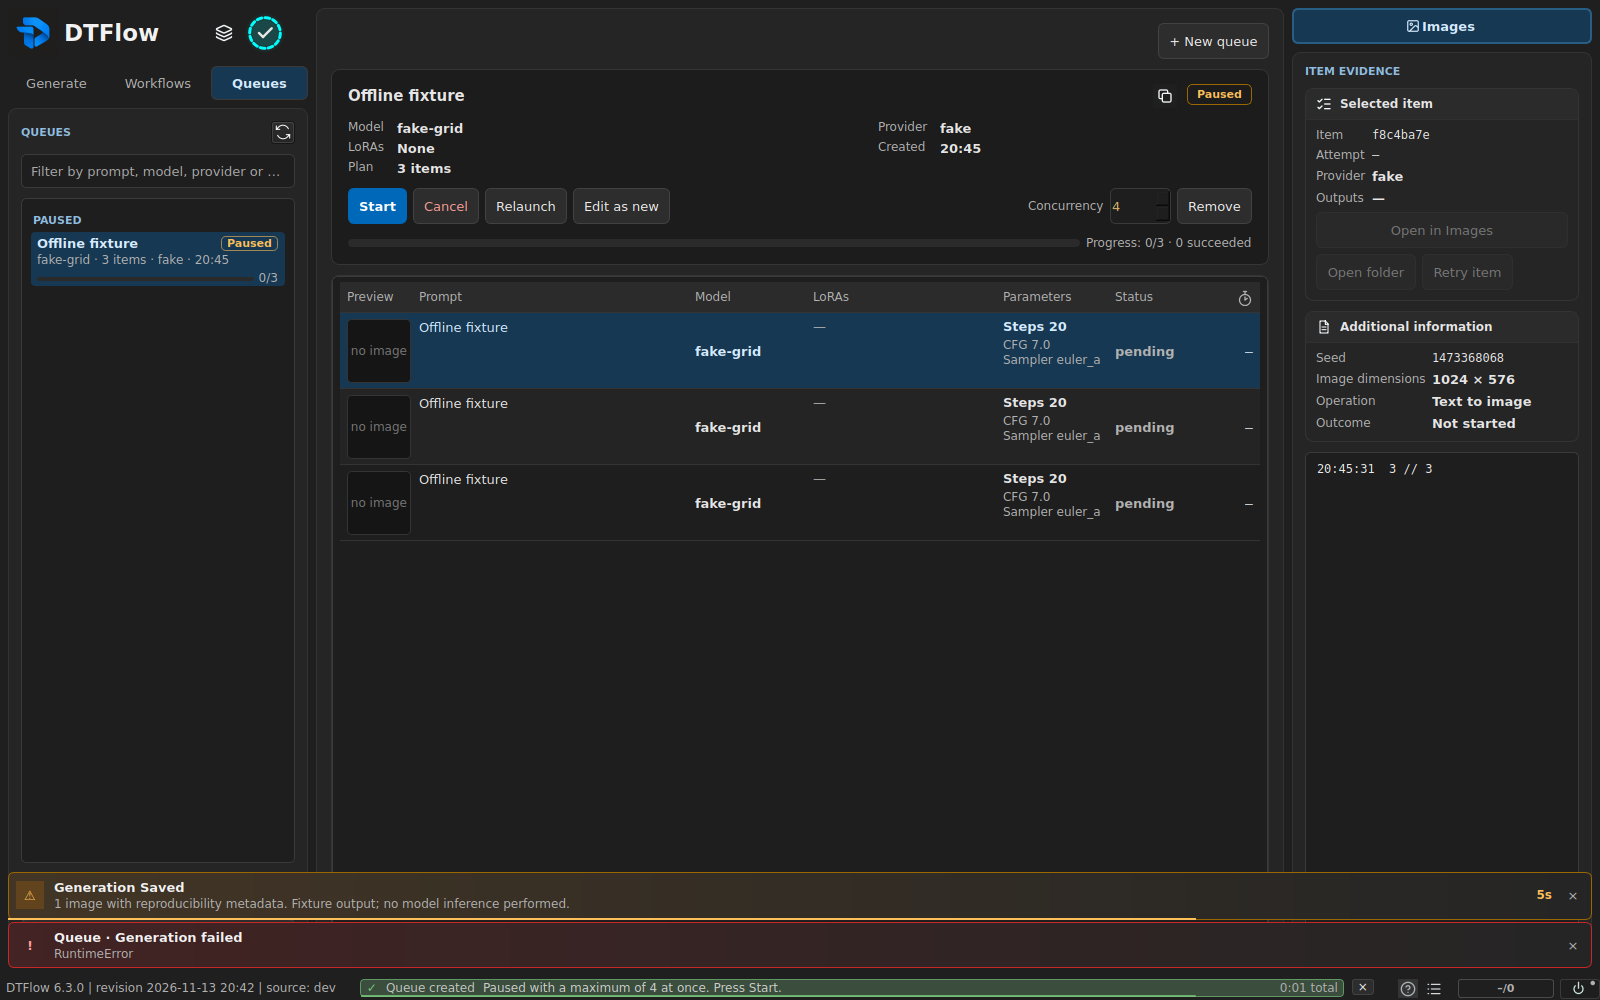 DTFlow
Generate Workflows Queues
QUEUES
Filter by prompt, model, provider or ...
PAUSED
Offline fixture Paused
fake-grid · 3 items · fake · 20:45
0/3
+ New queue
Offline fixture Paused
Model fake-grid Provider fake
LoRAs None Created 20:45
Plan 3 items
Start Cancel Relaunch Edit as new Concurrency 4 Remove
Progress: 0/3 · 0 succeeded
Preview Prompt Model LoRAs Parameters Status
no image Offline fixture fake-grid — Steps 20 CFG 7.0 Sampler euler_a pending —
no image Offline fixture fake-grid — Steps 20 CFG 7.0 Sampler euler_a pending —
no image Offline fixture fake-grid — Steps 20 CFG 7.0 Sampler euler_a pending —
Images
ITEM EVIDENCE
Selected item
Item f8c4ba7e
Attempt —
Provider fake
Outputs —
Open in Images
Open folder Retry item
Additional information
Seed 1473368068
Image dimensions 1024 × 576
Operation Text to image
Outcome Not started
20:45:31 3 // 3
Generation Saved
1 image with reproducibility metadata. Fixture output; no model inference performed.
5s ×
Queue · Generation failed
RuntimeError
×
DTFlow 6.3.0 | revision 2026-11-13 20:42 | source: dev
✓ Queue created Paused with a maximum of 4 at once. Press Start. 0:01 total ×
–/0